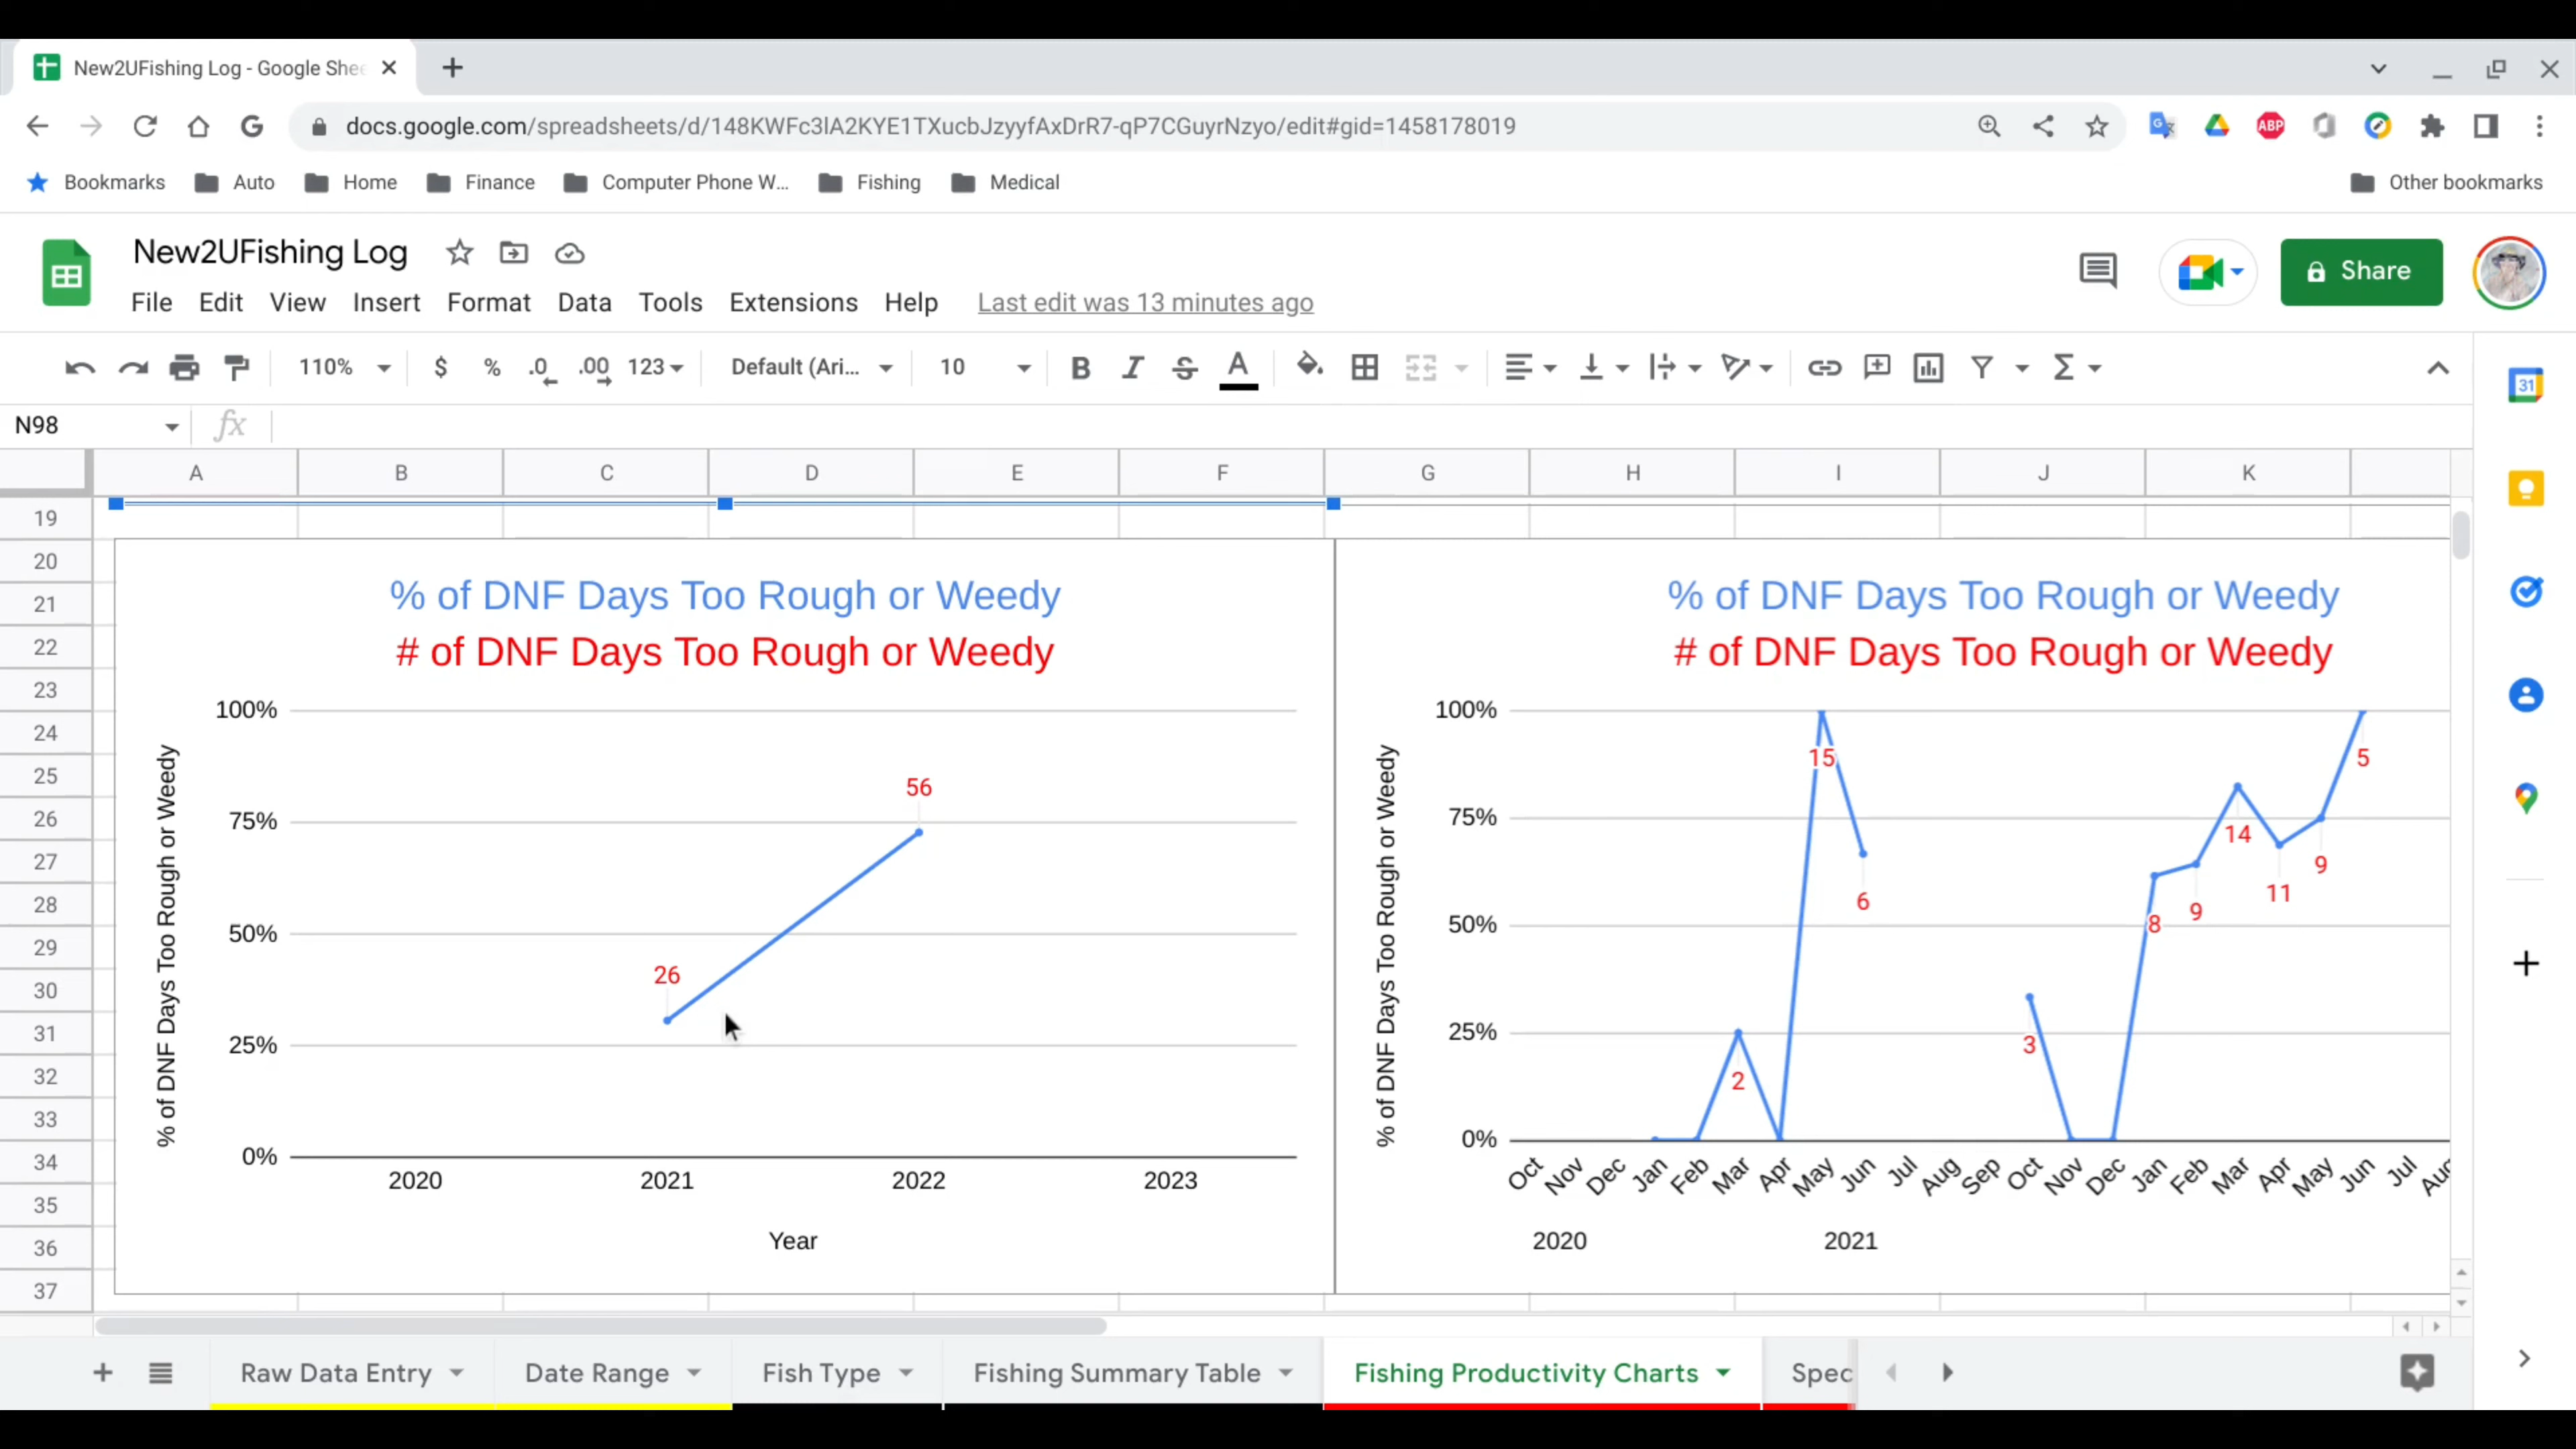 New2UFishing Log - Google Shee
docs.google.com/spreadsheets/d/148KWFc3lA2KYE1TXucbJzyyfAxDrR7-qP7CGuyrNzyo/edit#gid=1458178019
ABP
Bookmarks Auto Home Finance Computer Phone W... Fishing Medical Other bookmarks
New2UFishing Log
Share
File Edit View Insert Format Data Tools Extensions Help Last edit was 13 minutes ago
110% $ % .0 .00 123 Default (Ari... 10 B I S A
31
N98 fx
A B C D E F G H I J K
19
20
21
22
23
24
25
26
27
28
29
30
31
32
33
34
35
36
37
% of DNF Days Too Rough or Weedy
# of DNF Days Too Rough or Weedy
% of DNF Days Too Rough or Weedy
100%
75%
50%
25%
0%
26
56
2020 2021 2022 2023
Year
% of DNF Days Too Rough or Weedy
# of DNF Days Too Rough or Weedy
% of DNF Days Too Rough or Weedy
100%
75%
50%
25%
0%
2 15 6 3 8 9 14 11 9 5
Oct Nov Dec Jan Feb Mar Apr May Jun Jul Aug Sep Oct Nov Dec Jan Feb Mar Apr May Jun Jul Aug
2020 2021
Raw Data Entry Date Range Fish Type Fishing Summary Table Fishing Productivity Charts Spec